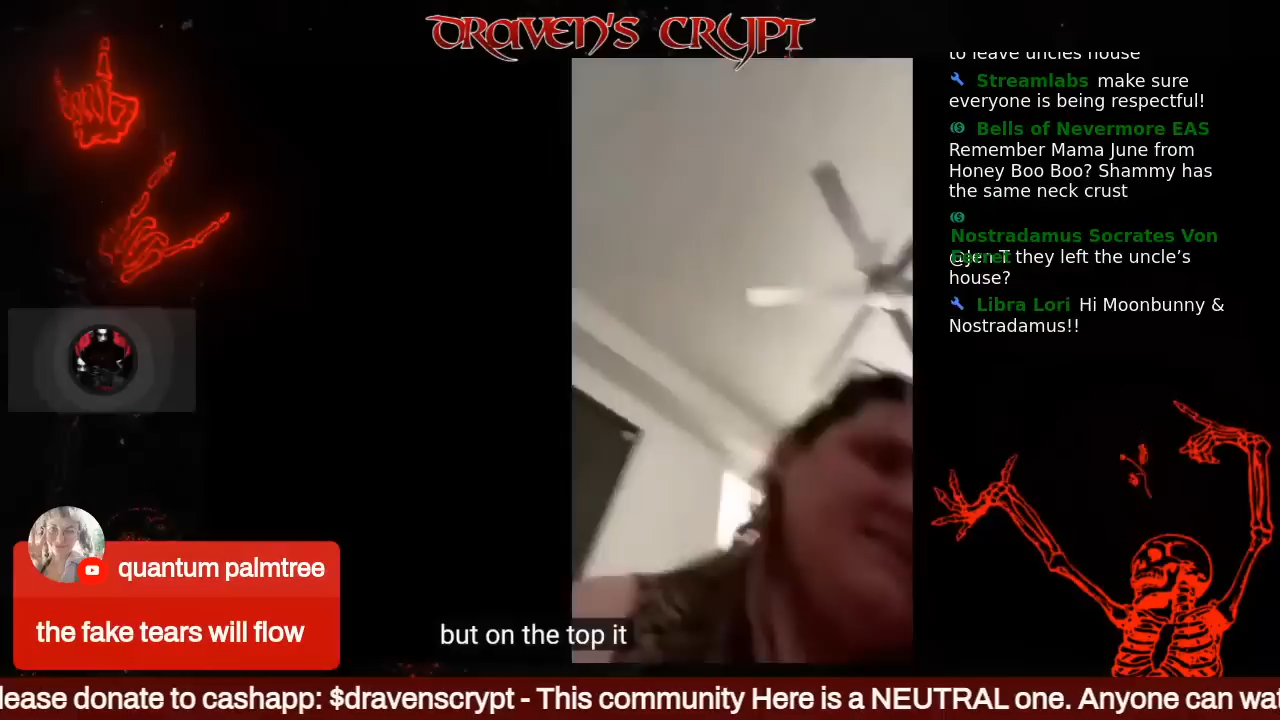 DRAVEN'S CRYPT
to leave uncles house
Streamlabs make sure
everyone is being respectful!
Bells of Nevermore EAS
Remember Mama June from
Honey Boo Boo? Shammy has
the same neck crust
Nostradamus Socrates Von
Ferret
@Jen T they left the uncle’s
house?
Libra Lori Hi Moonbunny &
Nostradamus!!
quantum palmtree
the fake tears will flow
but on the top it
lease donate to cashapp: $dravenscrypt - This community Here is a NEUTRAL one. Anyone can wat